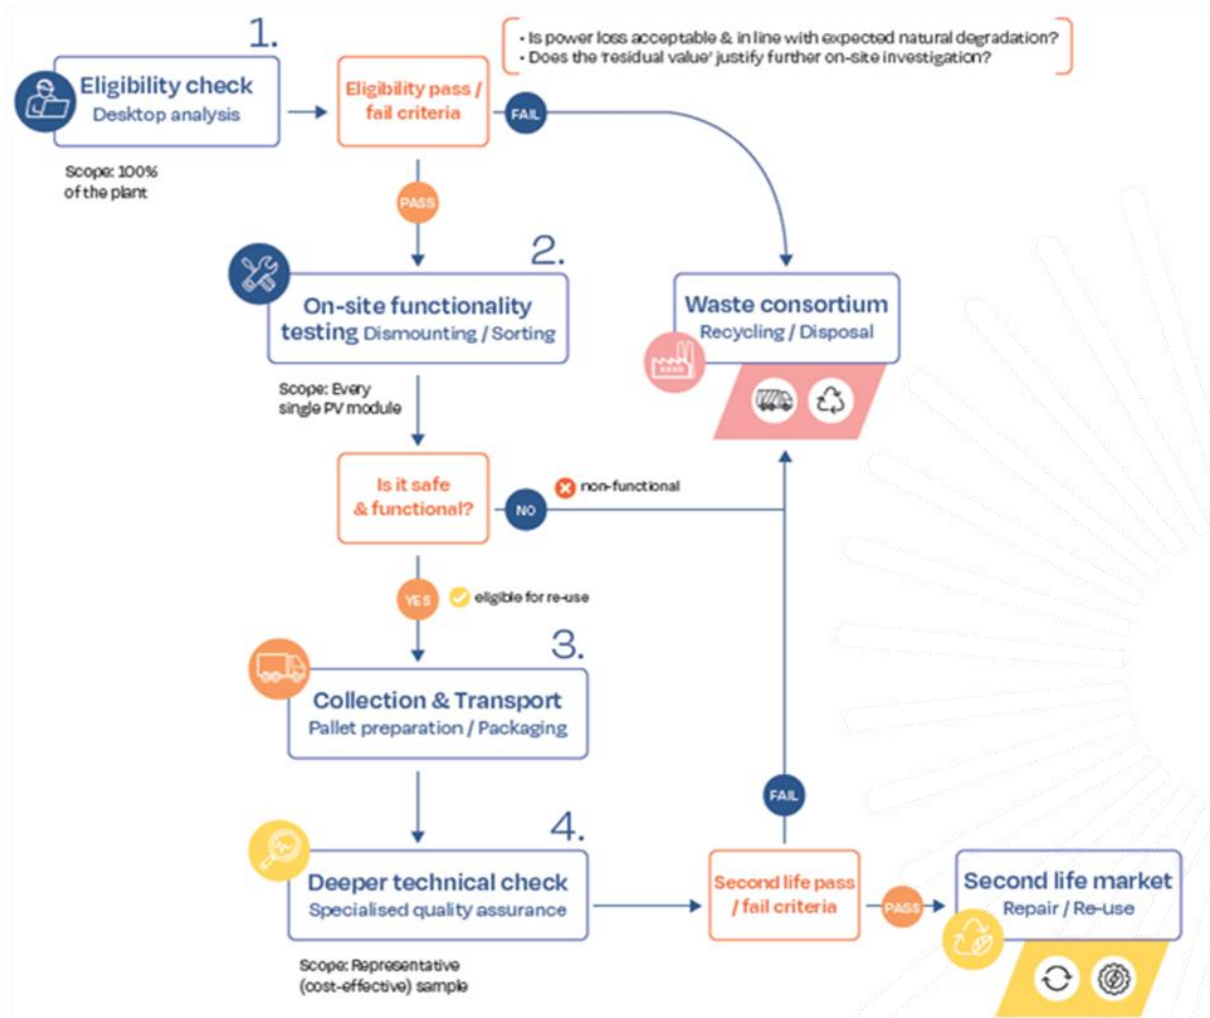 1.
• Is power loss acceptable & in line with expected natural degradation?
• Does the 'residual value' justify further on-site investigation?
Eligibility check
Desktop analysis
Eligibility pass /
fail criteria
FAIL
Scope: 100%
of the plant
PASS
2.
On-site functionality
testing Dismounting / Sorting
Waste consortium
Recycling / Disposal
Scope: Every
single PV module
Is it safe
& functional?
NO
non-functional
YES
eligible for re-use
3.
Collection & Transport
Pallet preparation / Packaging
FAIL
4.
Deeper technical check
Specialised quality assurance
Second life pass
/ fail criteria
PASS
Second life market
Repair / Re-use
Scope: Representative
(cost-effective) sample